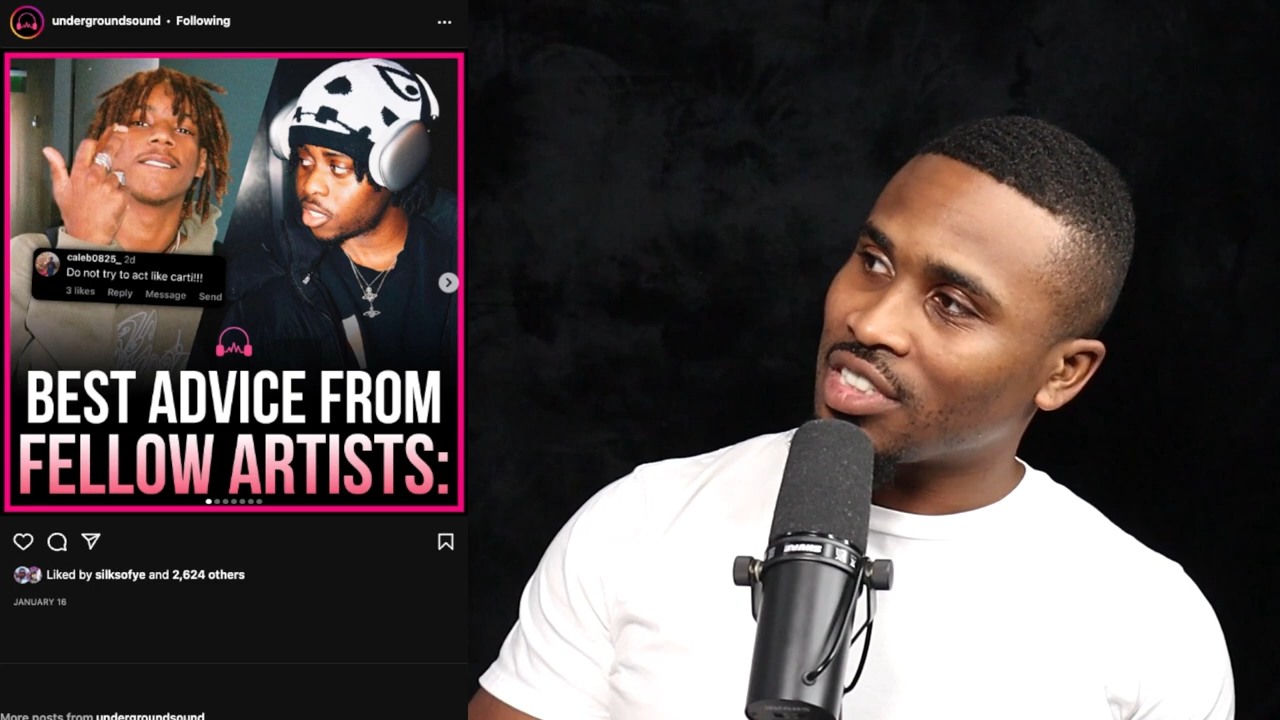 undergroundsound • Following
caleb0825_ 2d
Do not try to act like carti!!!
3 likes Reply Message Send
BEST ADVICE FROM
FELLOW ARTISTS:
Liked by silksofye and 2,624 others
JANUARY 16
More posts from undergroundsound
SHURE